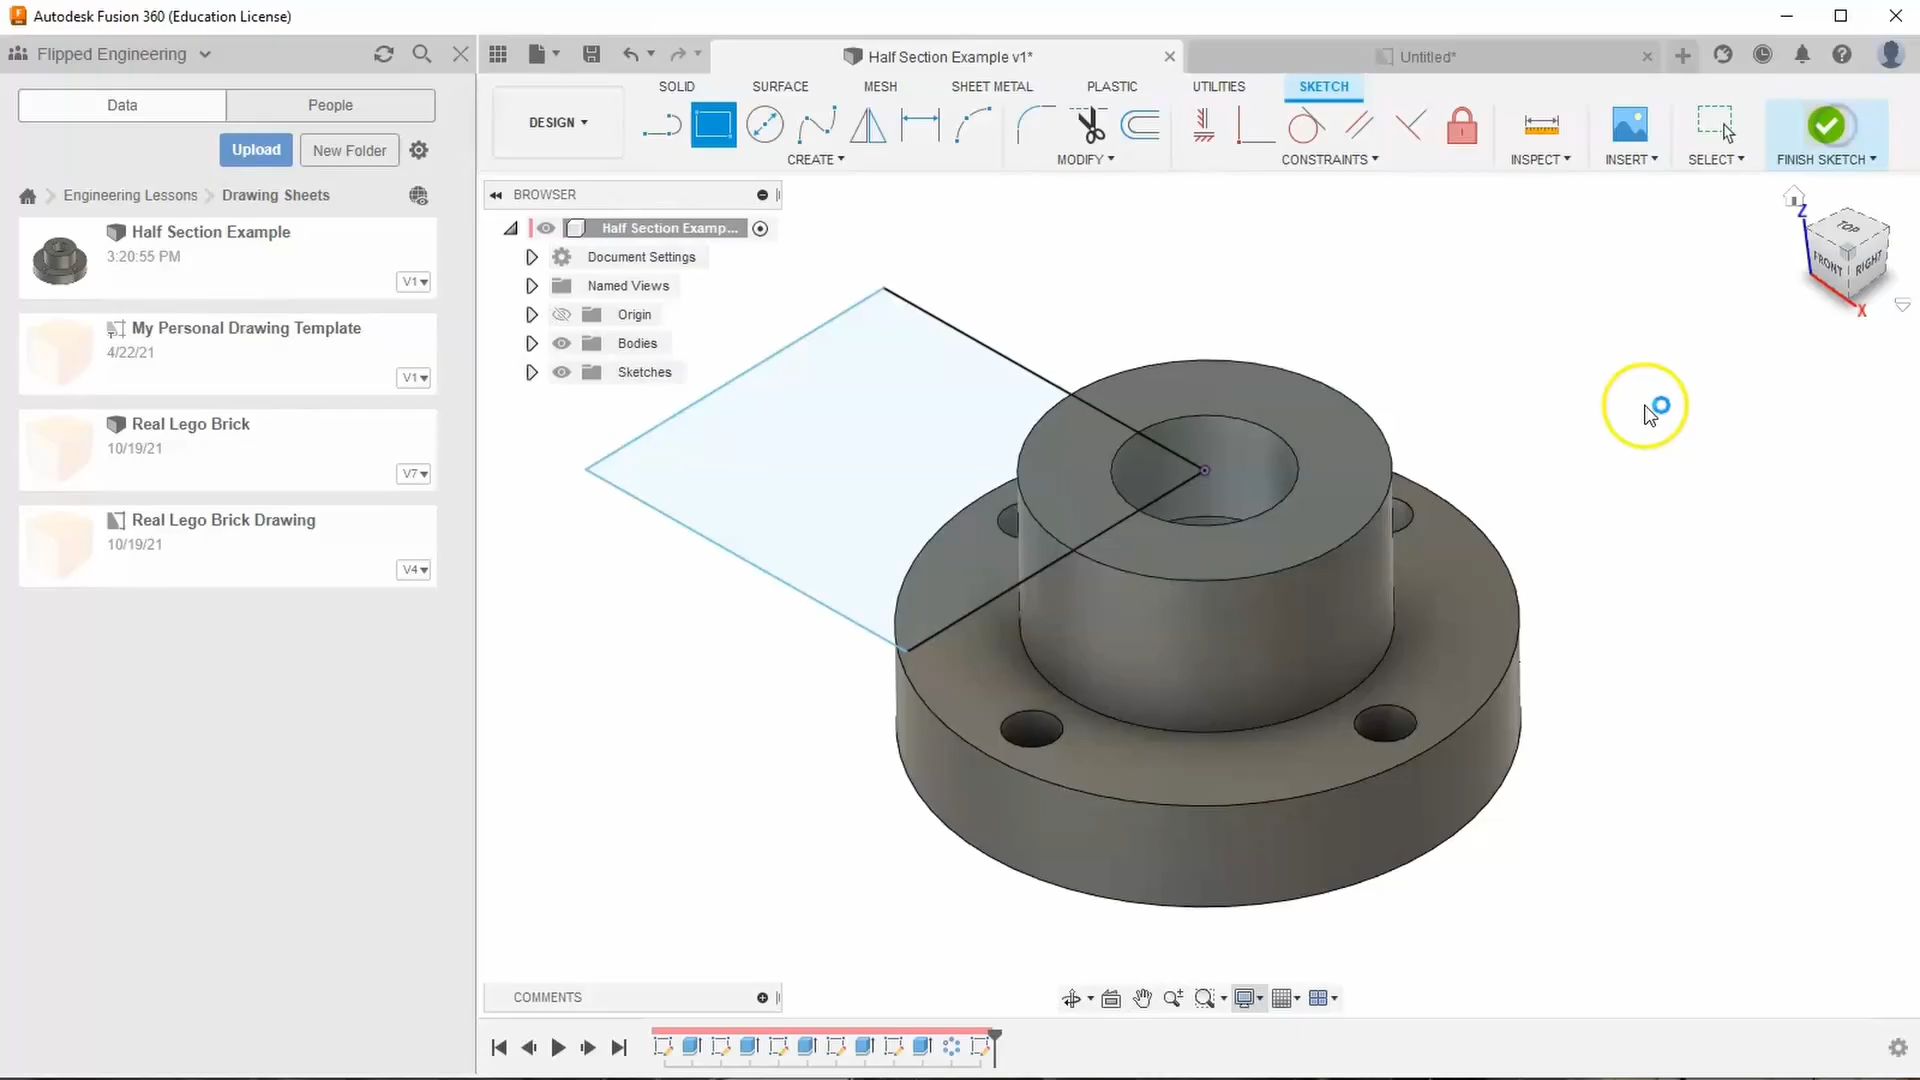 Autodesk Fusion 360 (Education License)
Flipped Engineering
Half Section Example v1*
Untitled*
Data
People
Upload
New Folder
Engineering Lessons
Drawing Sheets
Half Section Example
3:20:55 PM
V1
My Personal Drawing Template
4/22/21
V1
Real Lego Brick
10/19/21
V7
Real Lego Brick Drawing
10/19/21
V4
DESIGN
SOLID
SURFACE
MESH
SHEET METAL
PLASTIC
UTILITIES
SKETCH
CREATE
MODIFY
CONSTRAINTS
INSPECT
INSERT
SELECT
FINISH SKETCH
BROWSER
Half Section Examp...
Document Settings
Named Views
Origin
Bodies
Sketches
Z
TOP
FRONT
RIGHT
X
COMMENTS